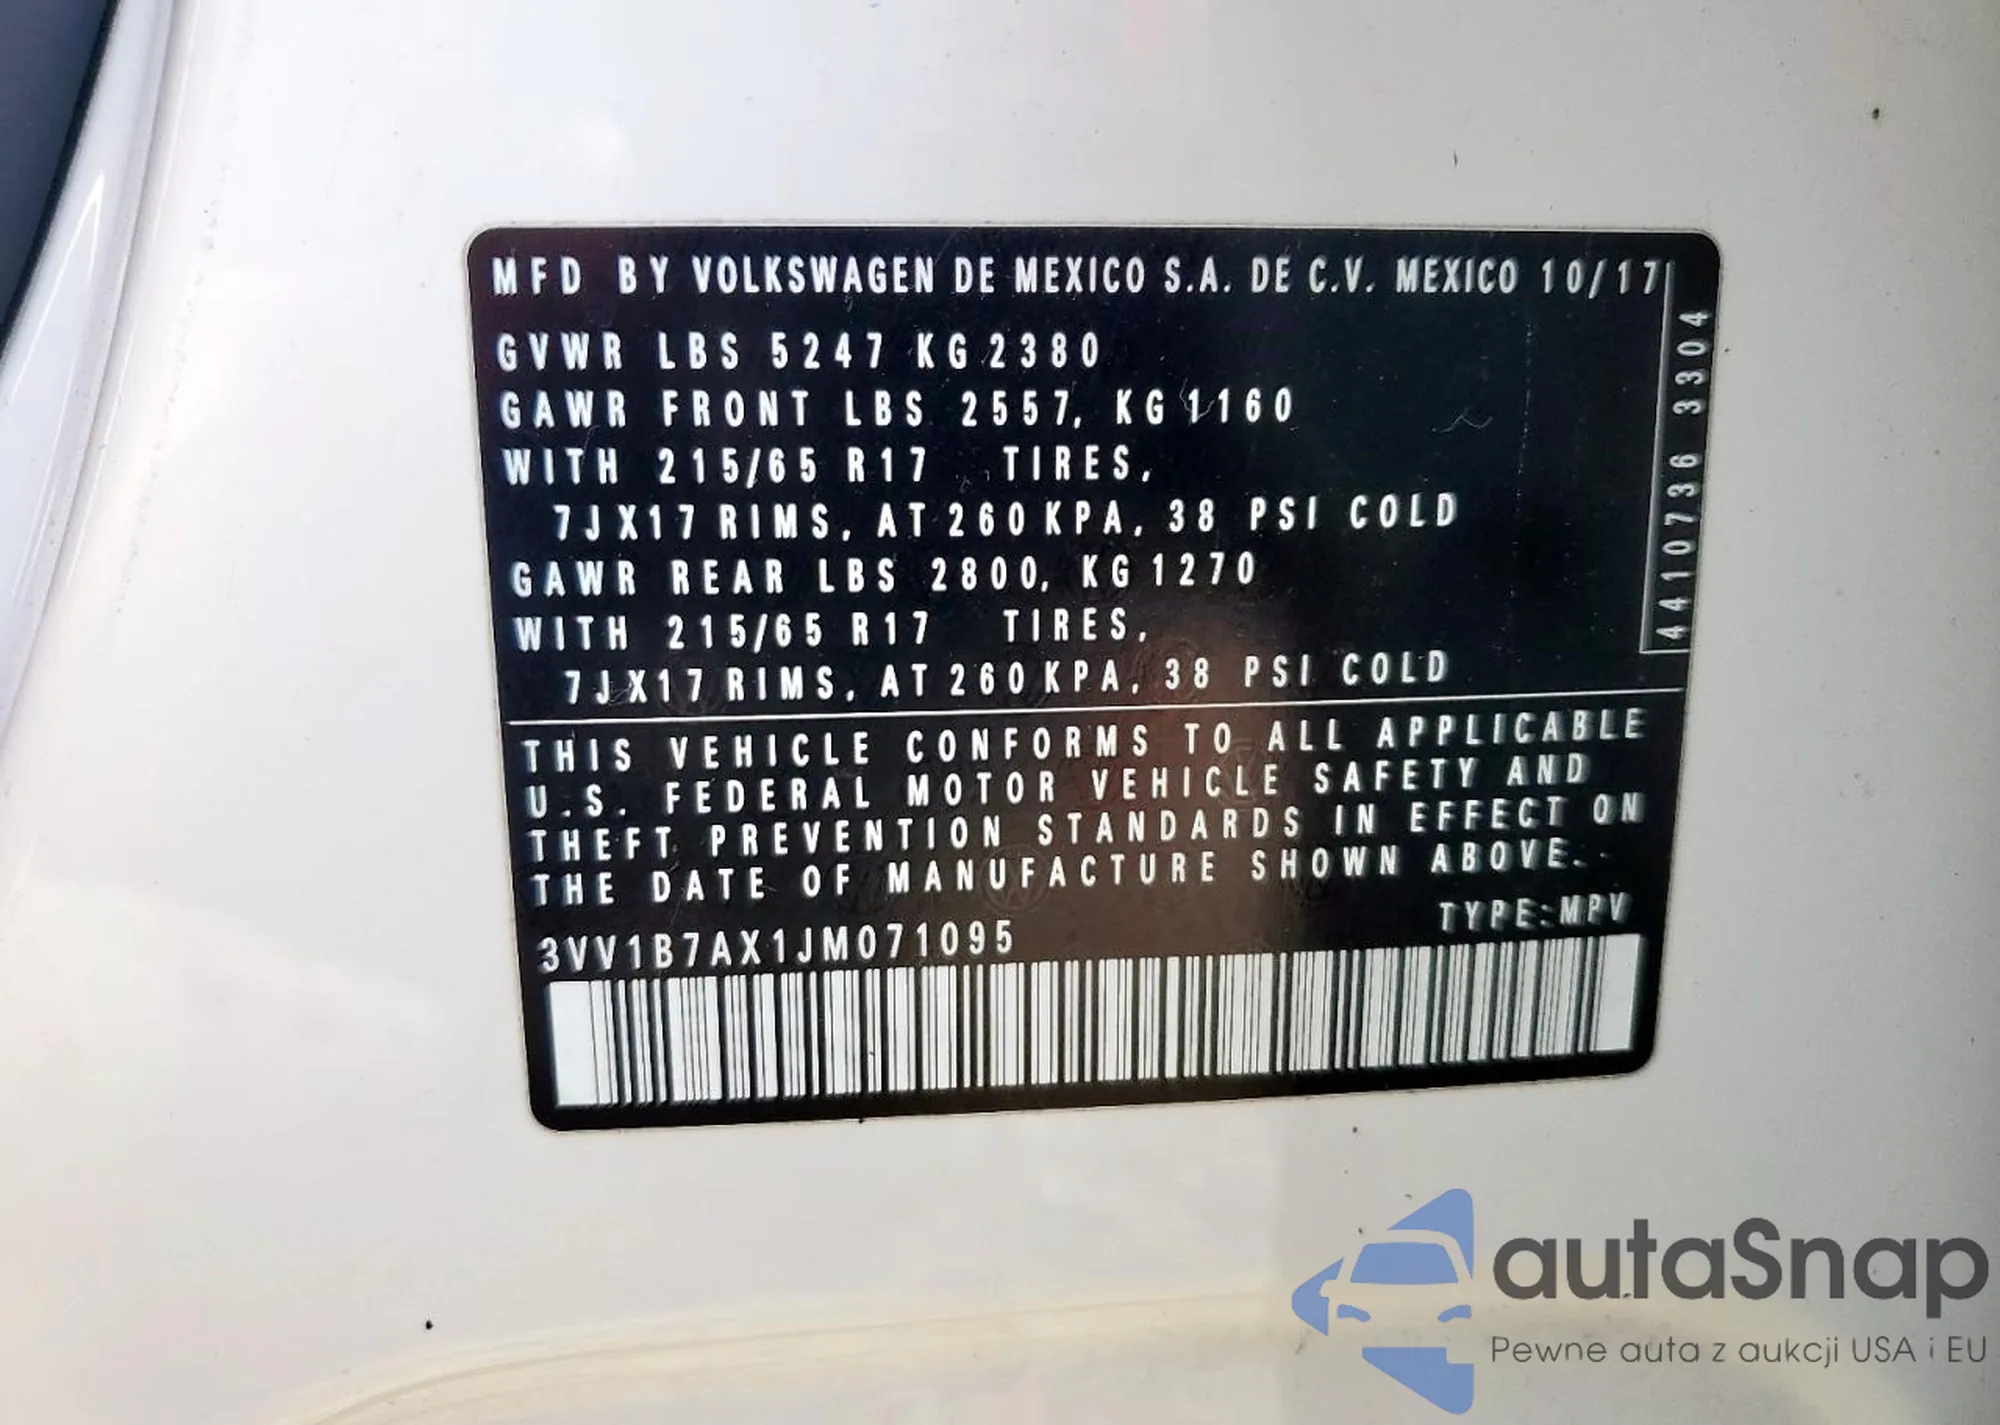 MFD BY VOLKSWAGEN DE MEXICO S.A. DE C.V. MEXICO 10/17
GVWR LBS 5247 KG 2380
GAWR FRONT LBS 2557, KG 1160
WITH 215/65 R17 TIRES,
7JX17 RIMS, AT 260 KPA, 38 PSI COLD
GAWR REAR LBS 2800, KG 1270
WITH 215/65 R17 TIRES,
7JX17 RIMS, AT 260 KPA, 38 PSI COLD
4410736 3304
THIS VEHICLE CONFORMS TO ALL APPLICABLE
U.S. FEDERAL MOTOR VEHICLE SAFETY AND
THEFT PREVENTION STANDARDS IN EFFECT ON
THE DATE OF MANUFACTURE SHOWN ABOVE.
TYPE:MPV
3VV1B7AX1JM071095
autaSnap
Pewne auta z aukcji USA i EU